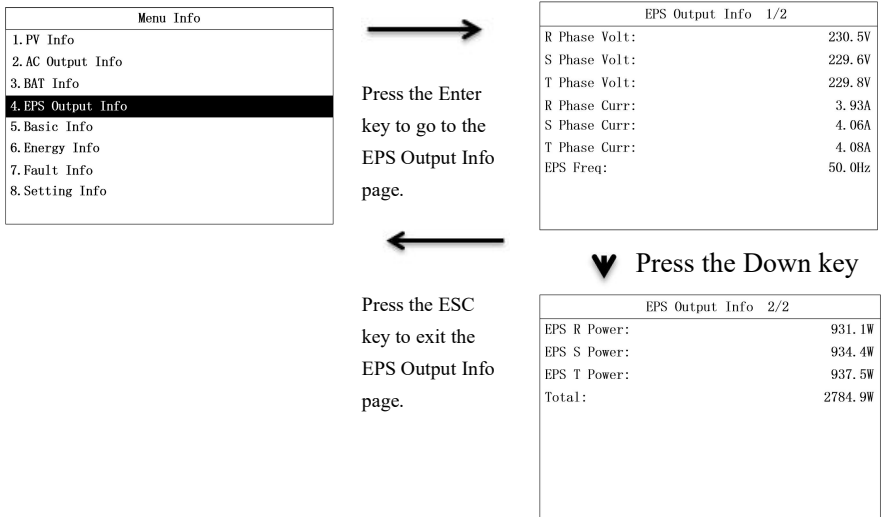 Menu Info
1.PV Info
2.AC Output Info
3.BAT Info
4.EPS Output Info
5.Basic Info
6.Energy Info
7.Fault Info
8.Setting Info
Press the Enter
key to go to the
EPS Output Info
page.
EPS Output Info 1/2
R Phase Volt: 230.5V
S Phase Volt: 229.6V
T Phase Volt: 229.8V
R Phase Curr: 3.93A
S Phase Curr: 4.06A
T Phase Curr: 4.08A
EPS Freq: 50.0Hz
Press the Down key
Press the ESC
key to exit the
EPS Output Info
page.
EPS Output Info 2/2
EPS R Power: 931.1W
EPS S Power: 934.4W
EPS T Power: 937.5W
Total: 2784.9W